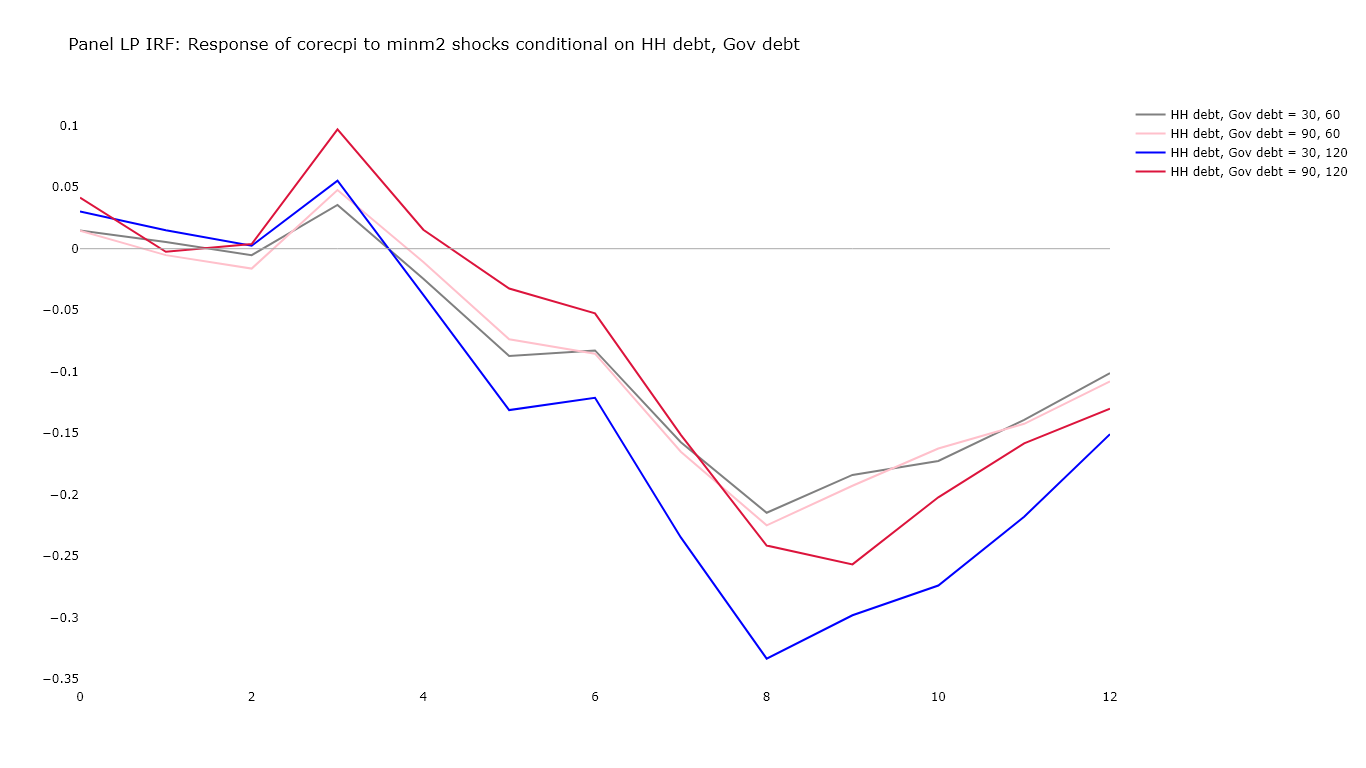 Panel LP IRF: Response of corecpi to minm2 shocks conditional on HH debt, Gov debt
HH debt, Gov debt = 30, 60
HH debt, Gov debt = 90, 60
HH debt, Gov debt = 30, 120
HH debt, Gov debt = 90, 120
0.1
0.05
0
−0.05
−0.1
−0.15
−0.2
−0.25
−0.3
−0.35
0 2 4 6 8 10 12